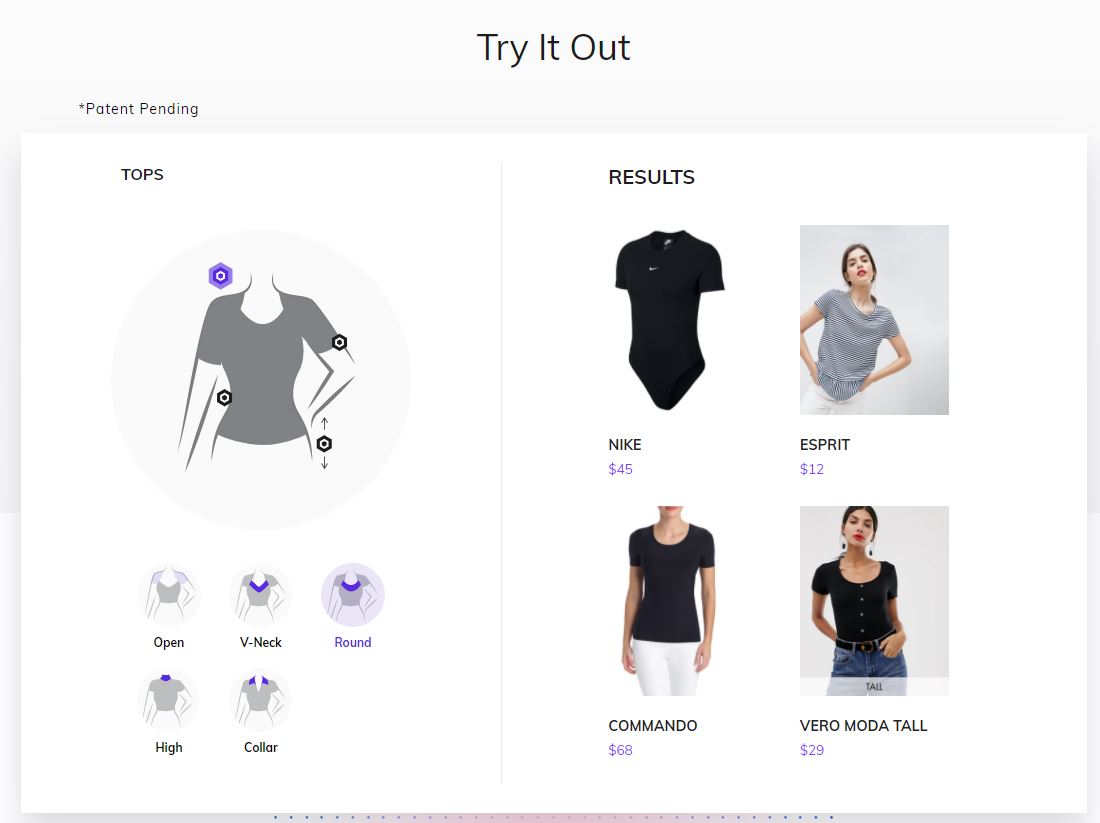 Try It Out
*Patent Pending
TOPS
Open
V-Neck
Round
High
Collar
RESULTS
NIKE
$45
ESPRIT
$12
TALL
COMMANDO
$68
VERO MODA TALL
$29